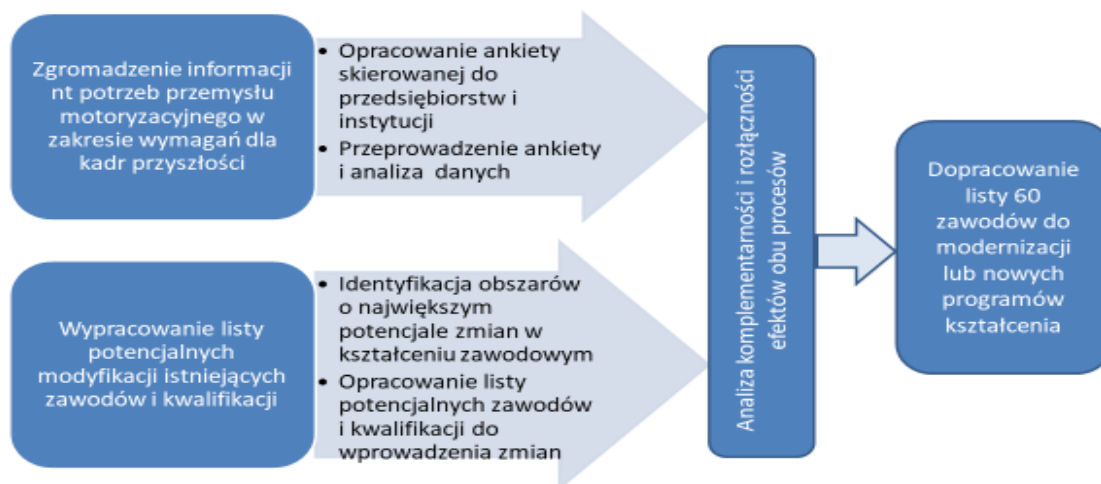 Zgromadzenie informacji
nt potrzeb przemysłu
motoryzacyjnego w
zakresie wymagań dla
kadr przyszłości
• Opracowanie ankiety
skierowanej do
przedsiębiorstw i
instytucji
• Przeprowadzenie ankiety
i analiza danych
Wypracowanie listy
potencjalnych
modyfikacji istniejących
zawodów i kwalifikacji
• Identyfikacja obszarów
o największym
potencjale zmian w
kształceniu zawodowym
• Opracowanie listy
potencjalnych zawodów
i kwalifikacji do
wprowadzenia zmian
Analiza komplementarności i rozłączności
efektów obu procesów
Dopracowanie
listy 60
zawodów do
modernizacji
lub nowych
programów
kształcenia